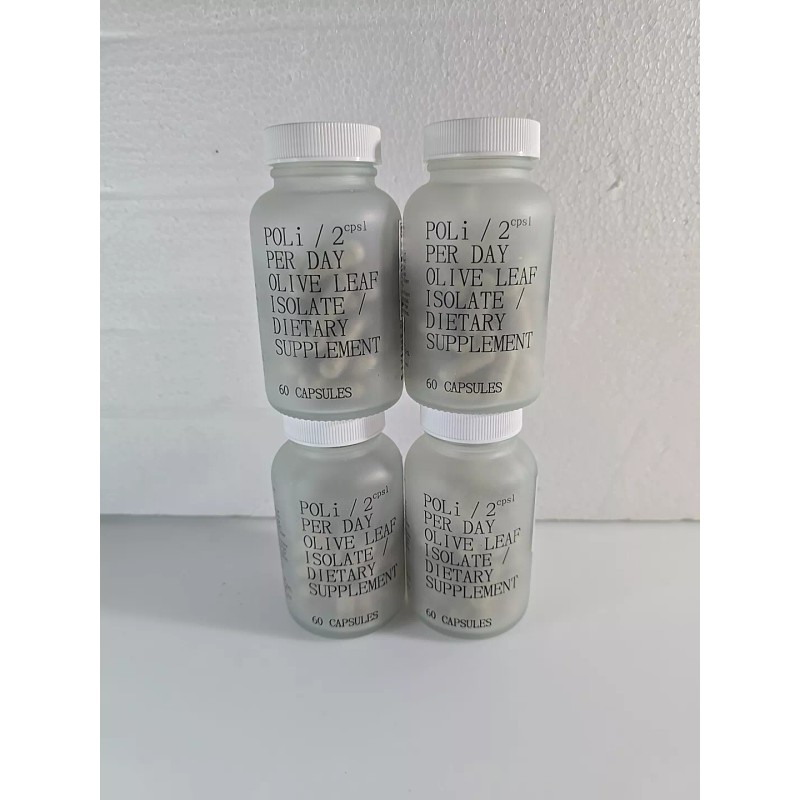 POLi / 2cpsl
PER DAY
OLIVE LEAF
ISOLATE /
DIETARY
SUPPLEMENT
60 CAPSULES
POLi / 2cpsl
PER DAY
OLIVE LEAF
ISOLATE /
DIETARY
SUPPLEMENT
60 CAPSULES
POLi / 2cpsl
PER DAY
OLIVE LEAF
ISOLATE /
DIETARY
SUPPLEMENT
60 CAPSULES
POLi / 2cpsl
PER DAY
OLIVE LEAF
ISOLATE /
DIETARY
SUPPLEMENT
60 CAPSULES